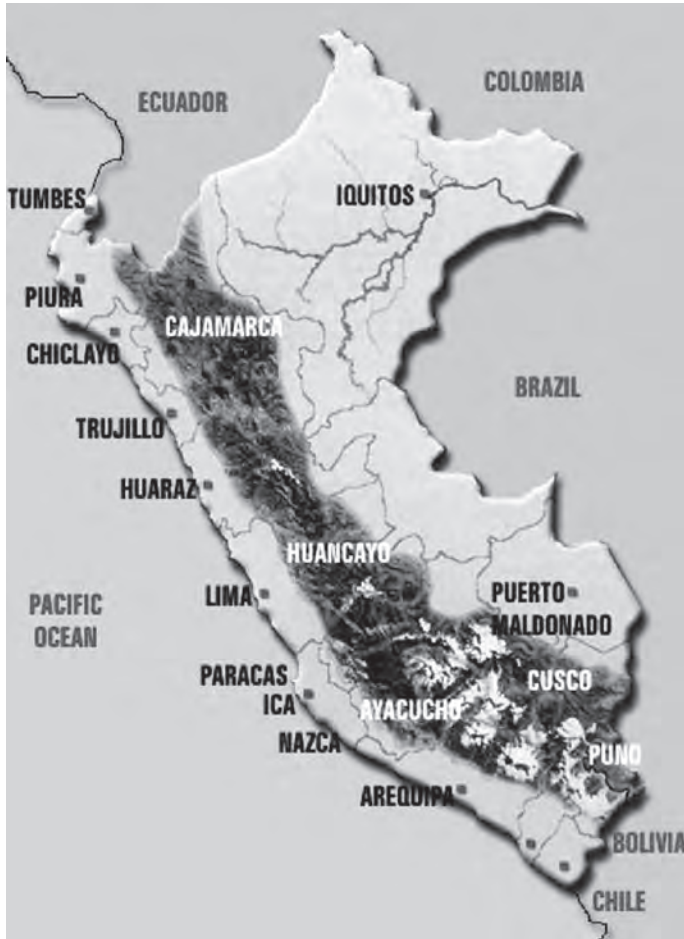 COLOMBIA
ECUADOR
TUMBES
IQUITOS
PIURA
CAJAMARCA
CHICLAYO
BRAZIL
TRUJILLO
HUARAZ
HUANCAYO
LIMA
PUERTO
MALDONADO
PACIFIC
OCEAN
PARACAS
ICA
CUSCO
AYACUCHO
NAZCA
PUNO
AREQUIPA
BOLIVIA
CHILE